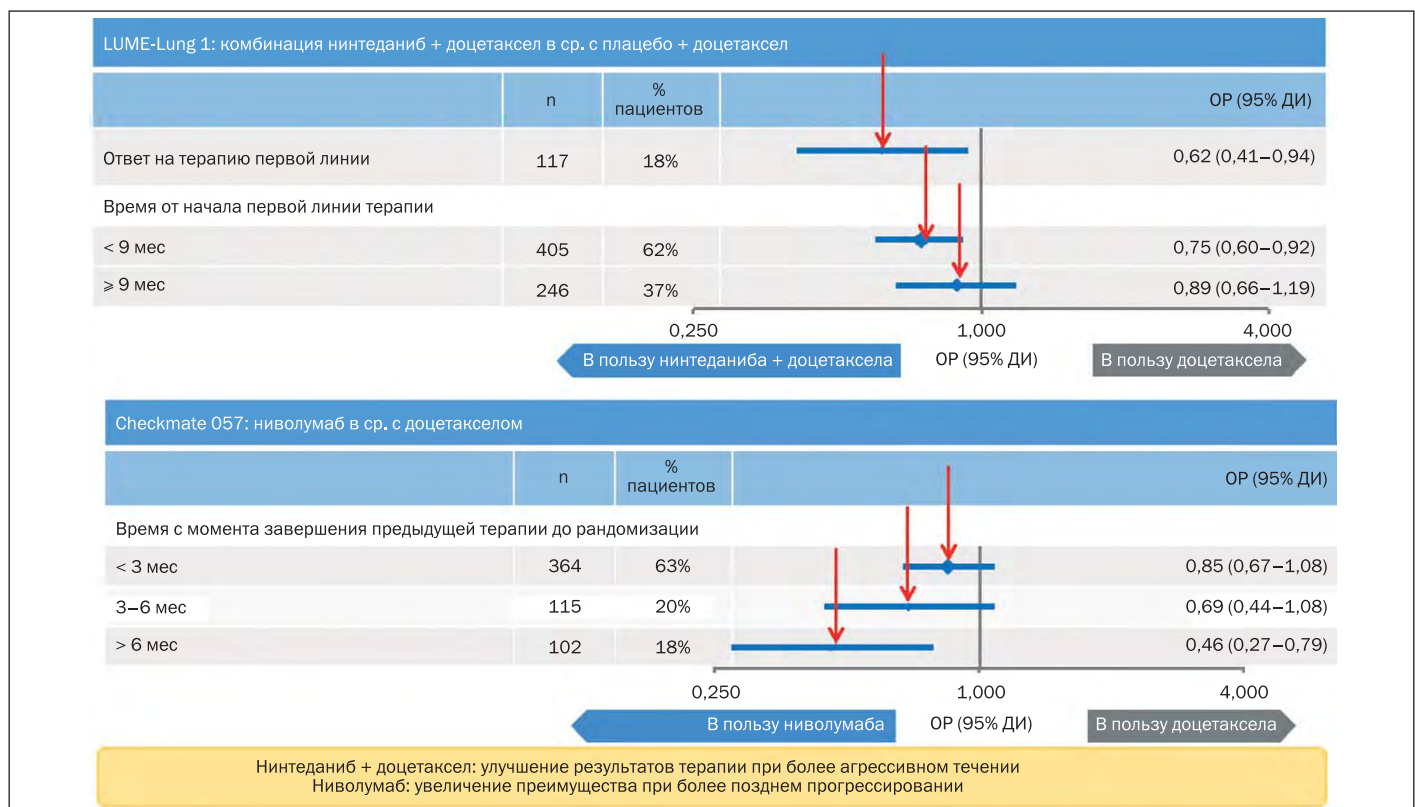 LUME-Lung 1: комбинация нинтеданиб + доцетаксел в ср. с плацебо + доцетаксел
n % пациентов ОР (95% ДИ)
Ответ на терапию первой линии 117 18% 0,62 (0,41–0,94)
Время от начала первой линии терапии
< 9 мес 405 62% 0,75 (0,60–0,92)
⩾ 9 мес 246 37% 0,89 (0,66–1,19)
0,250 1,000 4,000
В пользу нинтеданиба + доцетаксела ОР (95% ДИ) В пользу доцетаксела
Checkmate 057: ниволумаб в ср. с доцетакселом
n % пациентов ОР (95% ДИ)
Время с момента завершения предыдущей терапии до рандомизации
< 3 мес 364 63% 0,85 (0,67–1,08)
3–6 мес 115 20% 0,69 (0,44–1,08)
> 6 мес 102 18% 0,46 (0,27–0,79)
0,250 1,000 4,000
В пользу ниволумаба ОР (95% ДИ) В пользу доцетаксела
Нинтеданиб + доцетаксел: улучшение результатов терапии при более агрессивном течении
Ниволумаб: увеличение преимущества при более позднем прогрессировании